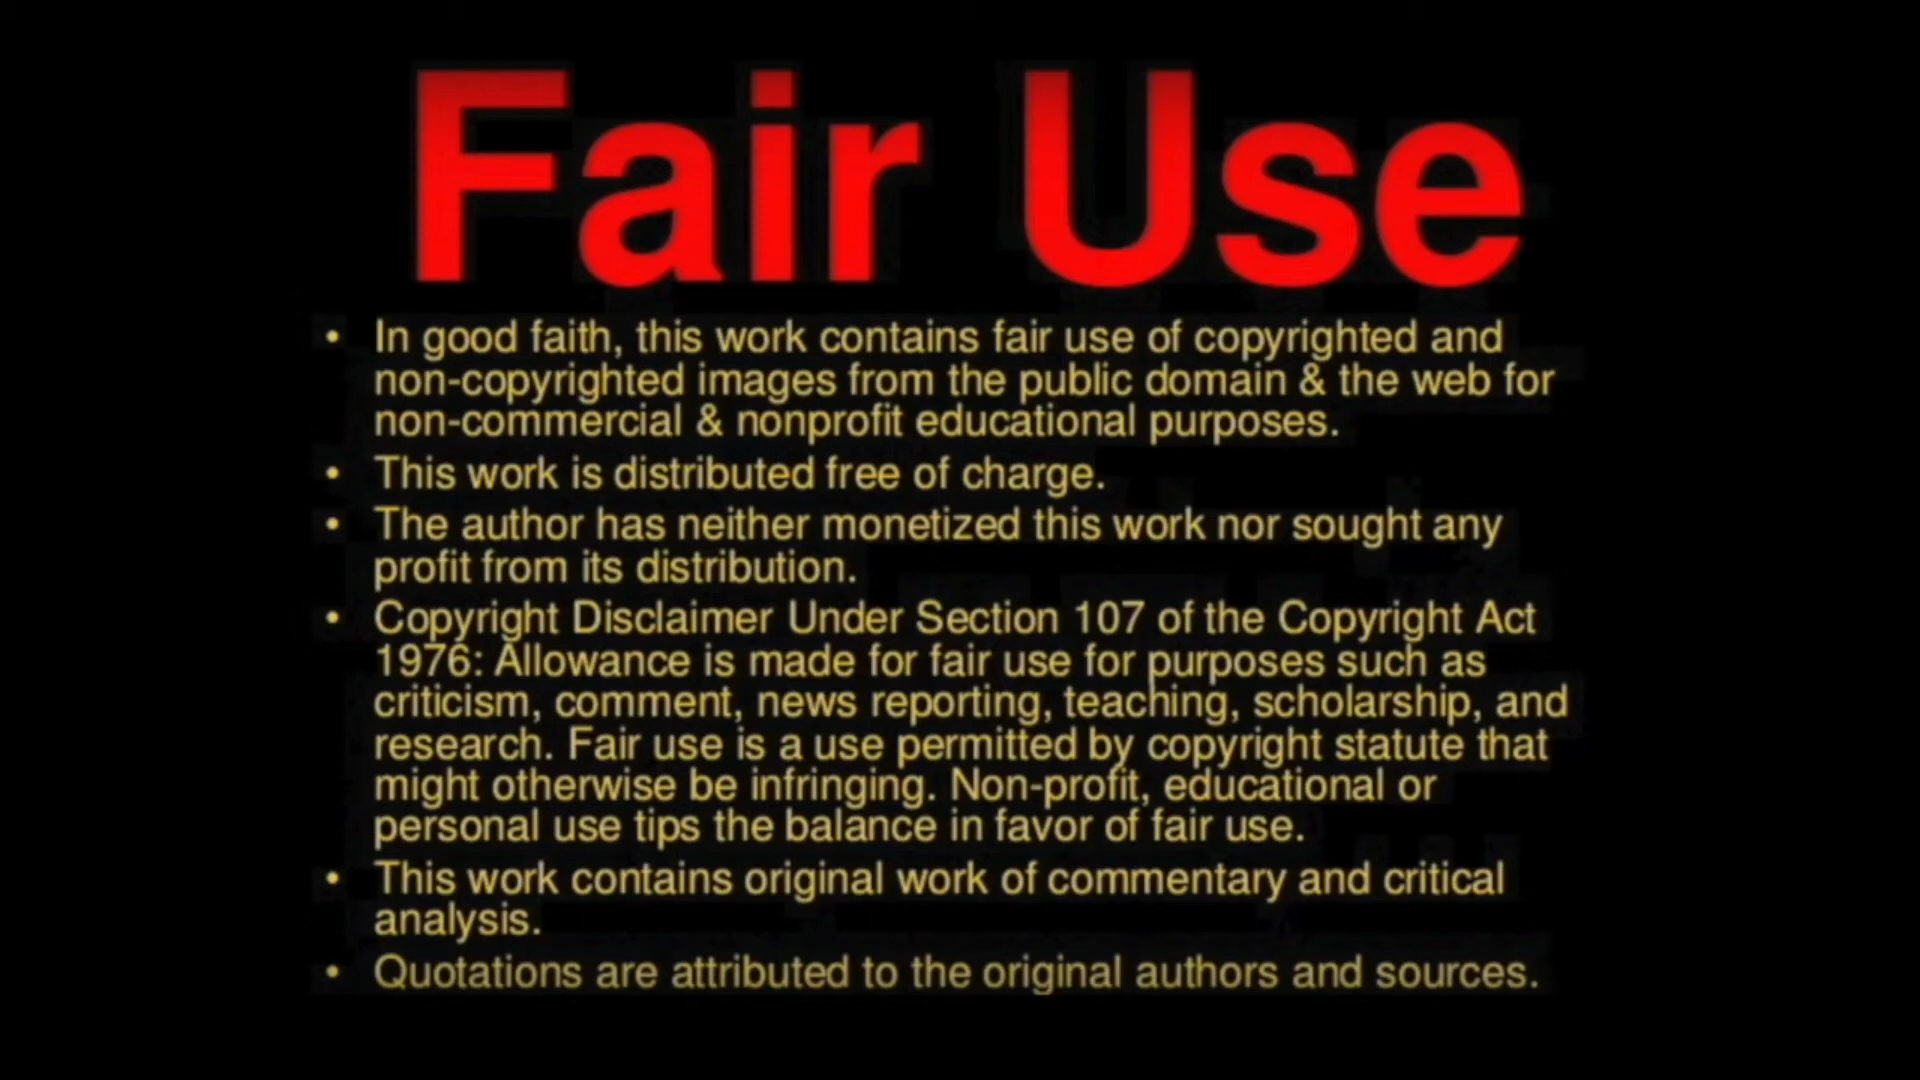 Fair Use
• In good faith, this work contains fair use of copyrighted and
non-copyrighted images from the public domain & the web for
non-commercial & nonprofit educational purposes.
• This work is distributed free of charge.
• The author has neither monetized this work nor sought any
profit from its distribution.
• Copyright Disclaimer Under Section 107 of the Copyright Act
1976: Allowance is made for fair use for purposes such as
criticism, comment, news reporting, teaching, scholarship, and
research. Fair use is a use permitted by copyright statute that
might otherwise be infringing. Non-profit, educational or
personal use tips the balance in favor of fair use.
• This work contains original work of commentary and critical
analysis.
• Quotations are attributed to the original authors and sources.